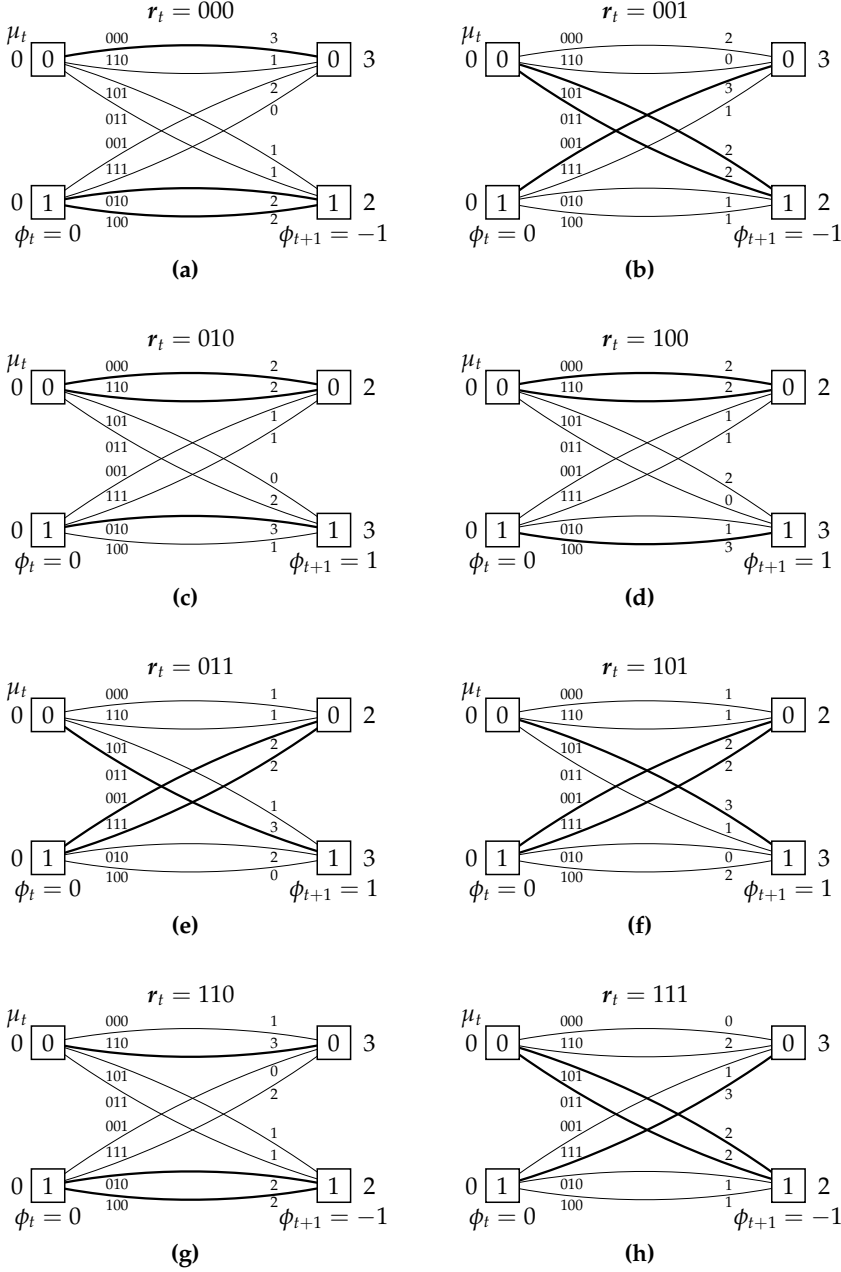 r_t = 000
μ_t
000 3
0 0 110 1 0 3
101 2
011 0
001 1
111 1
0 1 010 2 1 2
100 2
ϕ_t = 0 ϕ_{t+1} = −1
(a)
r_t = 001
μ_t
000 2
0 0 110 0 0 3
101 3
011 1
001 2
111 2
0 1 010 1 1 2
100 1
ϕ_t = 0 ϕ_{t+1} = −1
(b)
r_t = 010
μ_t
000 2
0 0 110 2 0 2
101 1
011 1
001 0
111 2
0 1 010 3 1 3
100 1
ϕ_t = 0 ϕ_{t+1} = 1
(c)
r_t = 100
μ_t
000 2
0 0 110 2 0 2
101 1
011 1
001 2
111 0
0 1 010 1 1 3
100 3
ϕ_t = 0 ϕ_{t+1} = 1
(d)
r_t = 011
μ_t
000 1
0 0 110 1 0 2
101 2
011 2
001 1
111 3
0 1 010 2 1 3
100 0
ϕ_t = 0 ϕ_{t+1} = 1
(e)
r_t = 101
μ_t
000 1
0 0 110 1 0 2
101 2
011 2
001 3
111 1
0 1 010 0 1 3
100 2
ϕ_t = 0 ϕ_{t+1} = 1
(f)
r_t = 110
μ_t
000 1
0 0 110 3 0 3
101 0
011 2
001 1
111 1
0 1 010 2 1 2
100 2
ϕ_t = 0 ϕ_{t+1} = −1
(g)
r_t = 111
μ_t
000 0
0 0 110 2 0 3
101 1
011 3
001 2
111 2
0 1 010 1 1 2
100 1
ϕ_t = 0 ϕ_{t+1} = −1
(h)